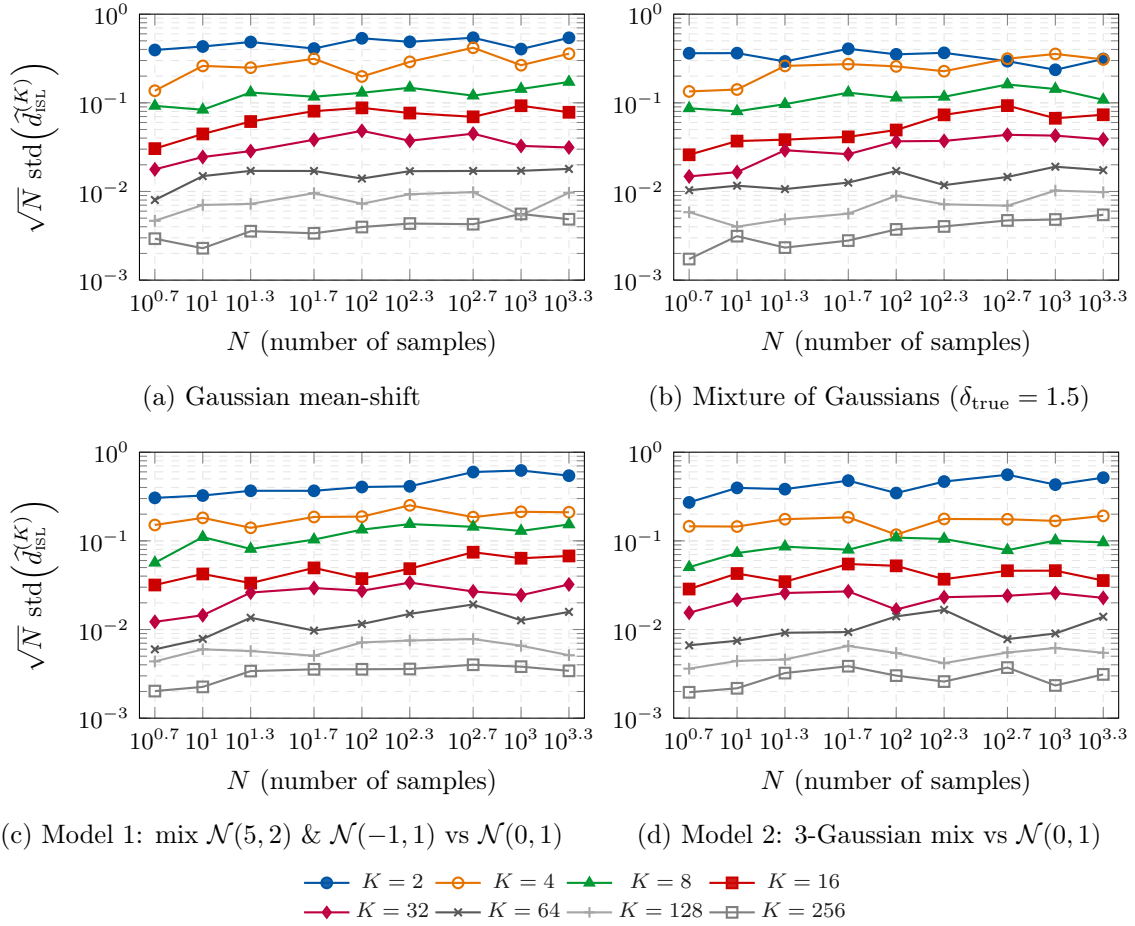 10^0 10^−1 10^−2 10^−3
√N std(d̃_ISL^(K))
10^0.7 10^1 10^1.3 10^1.7 10^2 10^2.3 10^2.7 10^3 10^3.3
N (number of samples)
(a) Gaussian mean-shift
10^0 10^−1 10^−2 10^−3
10^0.7 10^1 10^1.3 10^1.7 10^2 10^2.3 10^2.7 10^3 10^3.3
N (number of samples)
(b) Mixture of Gaussians (δ_true = 1.5)
10^0 10^−1 10^−2 10^−3
√N std(d̃_ISL^(K))
10^0.7 10^1 10^1.3 10^1.7 10^2 10^2.3 10^2.7 10^3 10^3.3
N (number of samples)
(c) Model 1: mix 𝒩(5, 2) & 𝒩(−1, 1) vs 𝒩(0, 1)
10^0 10^−1 10^−2 10^−3
10^0.7 10^1 10^1.3 10^1.7 10^2 10^2.3 10^2.7 10^3 10^3.3
N (number of samples)
(d) Model 2: 3-Gaussian mix vs 𝒩(0, 1)
K = 2 K = 4 K = 8 K = 16
K = 32 K = 64 K = 128 K = 256